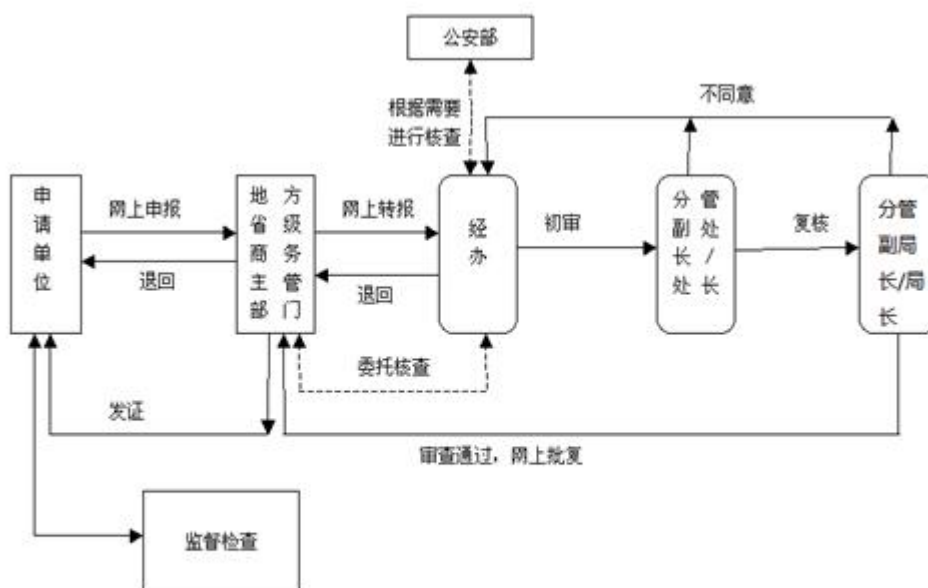 公安部
根据需要
进行核查
不同意
申
请
单
位
网上申报
退回
地 方
省 级
商 务
主 管
部 门
网上转报
退回
经
办
初审
分 管
副 处
长 /
处 长
复核
分管
副局
长/局
长
委托核查
发证
审查通过，网上批复
监督检查